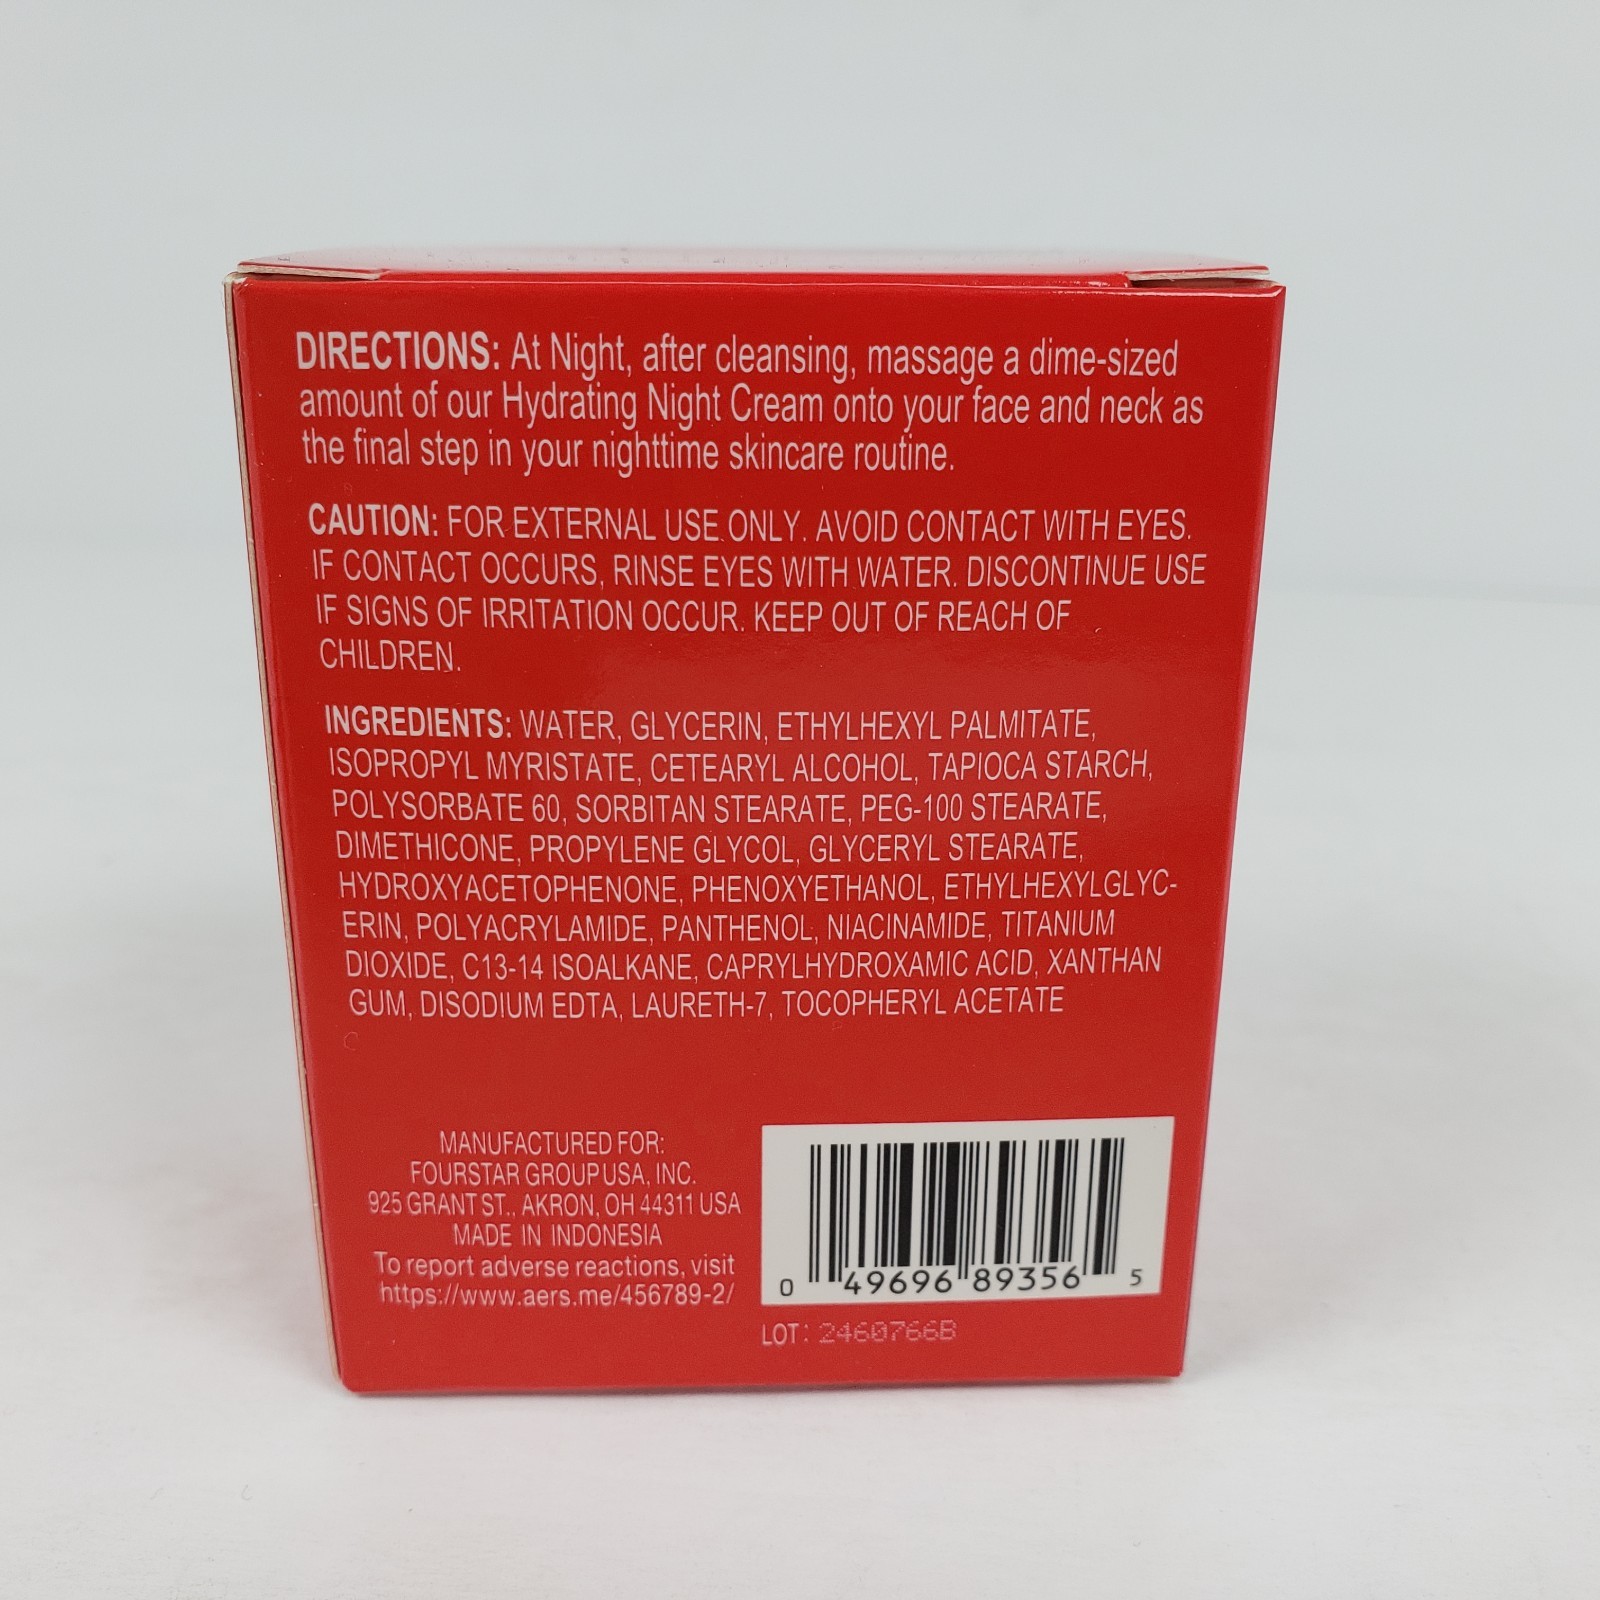 DIRECTIONS: At Night, after cleansing, massage a dime-sized
amount of our Hydrating Night Cream onto your face and neck as
the final step in your nighttime skincare routine.
CAUTION: FOR EXTERNAL USE ONLY. AVOID CONTACT WITH EYES.
IF CONTACT OCCURS, RINSE EYES WITH WATER. DISCONTINUE USE
IF SIGNS OF IRRITATION OCCUR. KEEP OUT OF REACH OF
CHILDREN.
INGREDIENTS: WATER, GLYCERIN, ETHYLHEXYL PALMITATE,
ISOPROPYL MYRISTATE, CETEARYL ALCOHOL, TAPIOCA STARCH,
POLYSORBATE 60, SORBITAN STEARATE, PEG-100 STEARATE,
DIMETHICONE, PROPYLENE GLYCOL, GLYCERYL STEARATE,
HYDROXYACETOPHENONE, PHENOXYETHANOL, ETHYLHEXYLGLYC-
ERIN, POLYACRYLAMIDE, PANTHENOL, NIACINAMIDE, TITANIUM
DIOXIDE, C13-14 ISOALKANE, CAPRYLHYDROXAMIC ACID, XANTHAN
GUM, DISODIUM EDTA, LAURETH-7, TOCOPHERYL ACETATE
MANUFACTURED FOR:
FOURSTAR GROUP USA, INC.
925 GRANT ST., AKRON, OH 44311 USA
MADE IN INDONESIA
To report adverse reactions, visit
https://www.aers.me/456789-2/
0 49696 89356 5
LOT: 2460766B